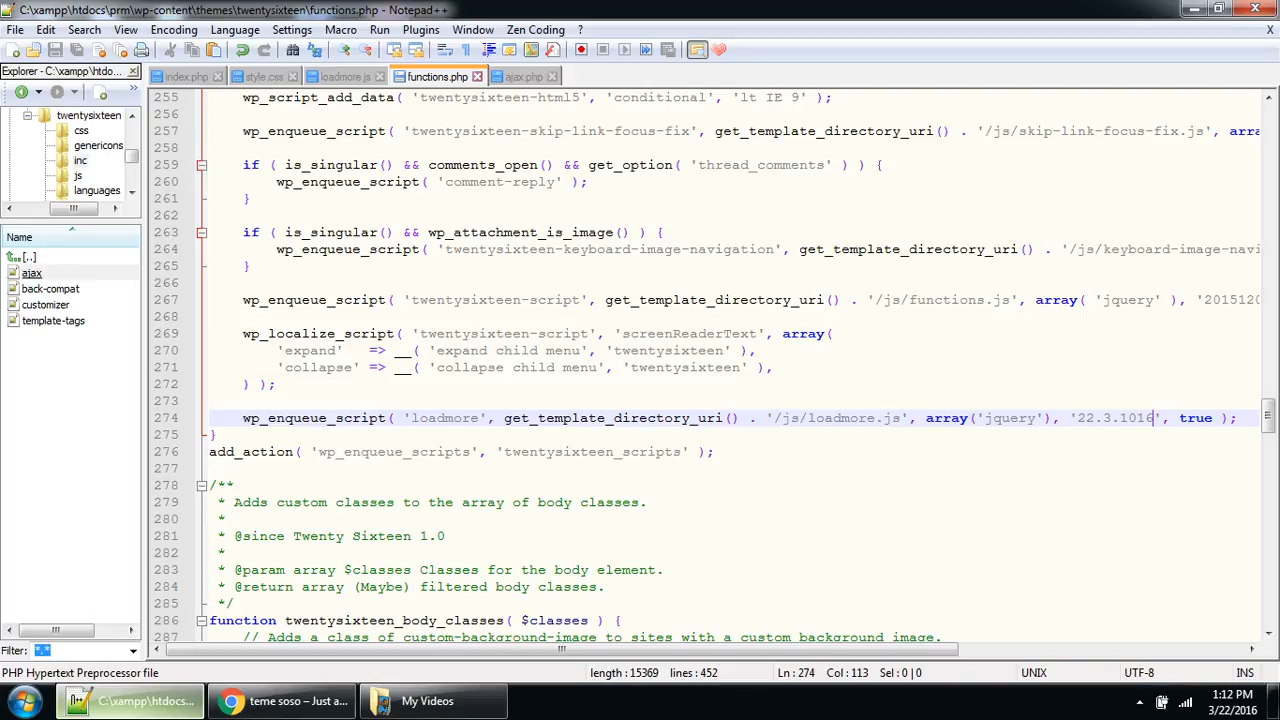 C:\xampp\htdocs\prm\wp-content\themes\twentysixteen\functions.php - Notepad++
File Edit Search View Encoding Language Settings Macro Run Plugins Window Zen Coding ? X
Explorer - C:\xampp\htdo...
index.php style.css loadmore.js functions.php ajax.php
twentysixteen
css
genericons
inc
js
languages
Name
[..]
ajax
back-compat
customizer
template-tags
Filter: *.*
255 wp_script_add_data( 'twentysixteen-html5', 'conditional', 'lt IE 9' );
256
257 wp_enqueue_script( 'twentysixteen-skip-link-focus-fix', get_template_directory_uri() . '/js/skip-link-focus-fix.js', arra
258
259 if ( is_singular() && comments_open() && get_option( 'thread_comments' ) ) {
260 wp_enqueue_script( 'comment-reply' );
261 }
262
263 if ( is_singular() && wp_attachment_is_image() ) {
264 wp_enqueue_script( 'twentysixteen-keyboard-image-navigation', get_template_directory_uri() . '/js/keyboard-image-navi
265 }
266
267 wp_enqueue_script( 'twentysixteen-script', get_template_directory_uri() . '/js/functions.js', array( 'jquery' ), '2015120
268
269 wp_localize_script( 'twentysixteen-script', 'screenReaderText', array(
270 'expand' => __( 'expand child menu', 'twentysixteen' ),
271 'collapse' => __( 'collapse child menu', 'twentysixteen' ),
272 ) );
273
274 wp_enqueue_script( 'loadmore', get_template_directory_uri() . '/js/loadmore.js', array('jquery'), '22.3.1016', true );
275 }
276 add_action( 'wp_enqueue_scripts', 'twentysixteen_scripts' );
277
278 /**
279 * Adds custom classes to the array of body classes.
280 *
281 * @since Twenty Sixteen 1.0
282 *
283 * @param array $classes Classes for the body element.
284 * @return array (Maybe) filtered body classes.
285 */
286 function twentysixteen_body_classes( $classes ) {
287 // Adds a class of custom-background-image to sites with a custom background image.
PHP Hypertext Preprocessor file length : 15369 lines : 452 Ln : 274 Col : 113 Sel : 0 | 0 UNIX UTF-8 INS
C:\xampp\htdocs... teme soso – Just a... My Videos
1:12 PM
3/22/2016